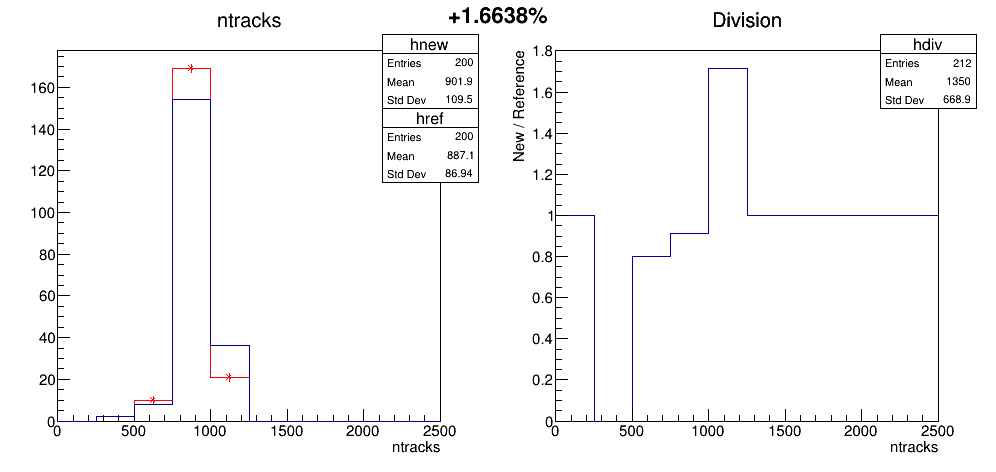 +1.6638%
ntracks
hnew
Entries 200
Mean 901.9
Std Dev 109.5
href
Entries 200
Mean 887.1
Std Dev 86.94
160
140
120
100
80
60
40
20
0
0 500 1000 1500 2000 2500
ntracks
Division
hdiv
Entries 212
Mean 1350
Std Dev 668.9
New / Reference
1.8
1.6
1.4
1.2
1
0.8
0.6
0.4
0.2
0
0 500 1000 1500 2000 2500
ntracks